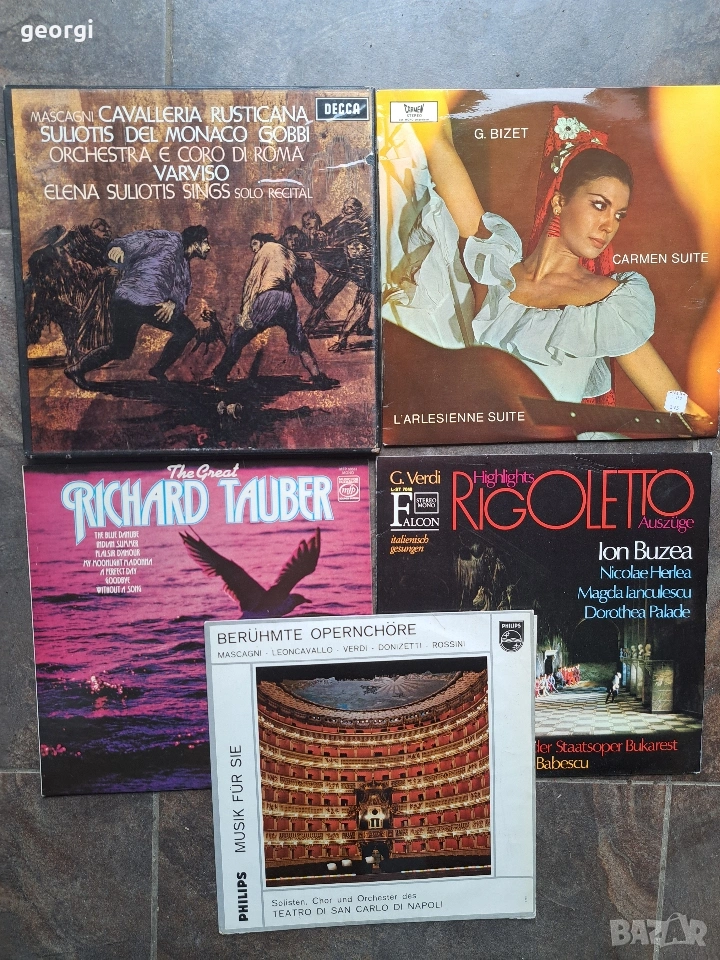 georgi
DECCA
MASCAGNI CAVALLERIA RUSTICANA
SULIOTIS DEL MONACO GOBBI
ORCHESTRA E CORO DI ROMA
VARVISO
ELENA SULIOTIS SINGS SOLO RECITAL
CARMEN
STEREO
G. BIZET
CARMEN SUITE
L'ARLESIENNE SUITE
The Great
RICHARD TAUBER
mfp
THE BLUE DANUBE
INDIAN SUMMER
PLAISIR D'AMOUR
MY MOONLIGHT MADONNA
A PERFECT DAY
GOODBYE
WITHOUT A SONG
G. Verdi
Highlights
RIGOLETTO
Auszüge
STEREO
MONO
FALCON
italienisch
gesungen
Ion Buzea
Nicolae Herlea
Magda Ianculescu
Dorothea Palade
der Staatsoper Bukarest
Babescu
BERÜHMTE OPERNCHÖRE
MASCAGNI - LEONCAVALLO - VERDI - DONIZETTI - ROSSINI
PHILIPS
PHILIPS MUSIK FÜR SIE
Solisten, Chor und Orchester des
TEATRO DI SAN CARLO DI NAPOLI
BAZAR